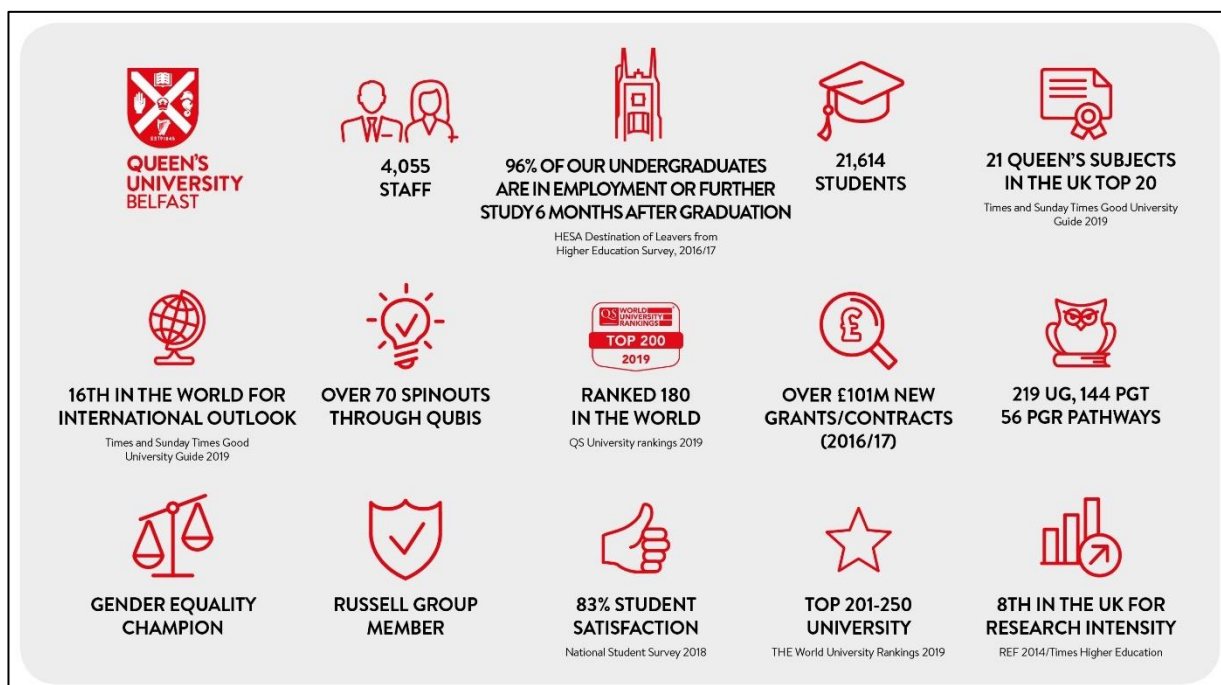 ESTD1845
QUEEN'S
UNIVERSITY
BELFAST
4,055
STAFF
96% OF OUR UNDERGRADUATES
ARE IN EMPLOYMENT OR FURTHER
STUDY 6 MONTHS AFTER GRADUATION
HESA Destination of Leavers from
Higher Education Survey, 2016/17
21,614
STUDENTS
21 QUEEN'S SUBJECTS
IN THE UK TOP 20
Times and Sunday Times Good University
Guide 2019
16TH IN THE WORLD FOR
INTERNATIONAL OUTLOOK
Times and Sunday Times Good
University Guide 2019
OVER 70 SPINOUTS
THROUGH QUBIS
QS WORLD
UNIVERSITY
RANKINGS
TOP 200
2019
RANKED 180
IN THE WORLD
QS University rankings 2019
£
OVER £101M NEW
GRANTS/CONTRACTS
(2016/17)
219 UG, 144 PGT
56 PGR PATHWAYS
GENDER EQUALITY
CHAMPION
RUSSELL GROUP
MEMBER
83% STUDENT
SATISFACTION
National Student Survey 2018
TOP 201-250
UNIVERSITY
THE World University Rankings 2019
8TH IN THE UK FOR
RESEARCH INTENSITY
REF 2014/Times Higher Education